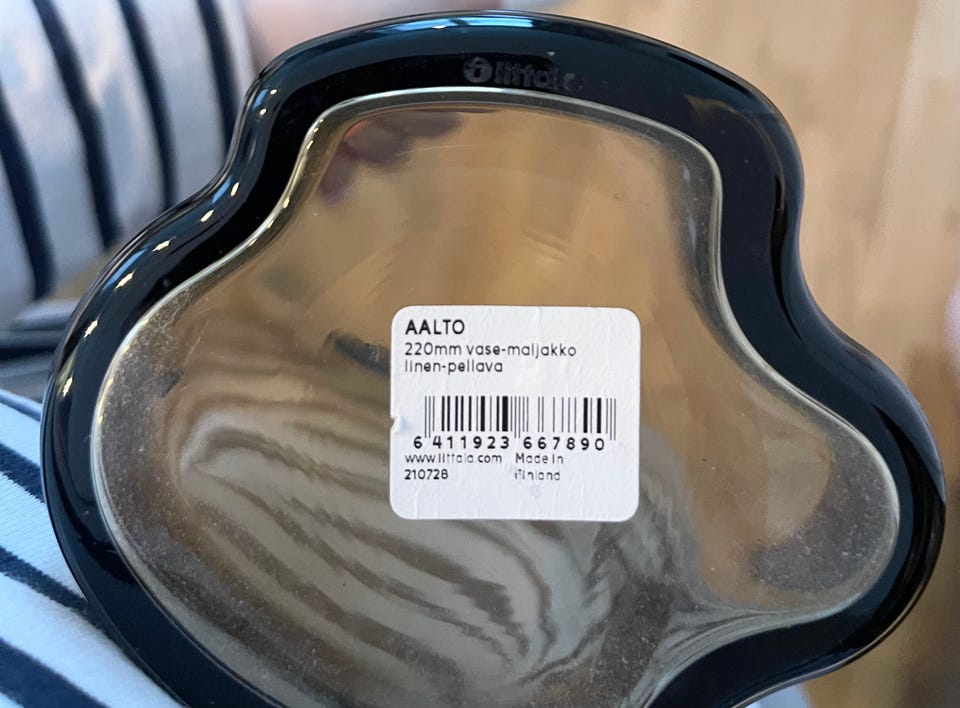 iittala
AALTO
220mm vase-maljakko
linen-pellava
6 411923 667890
www.iittala.com Made in
210728 Finland